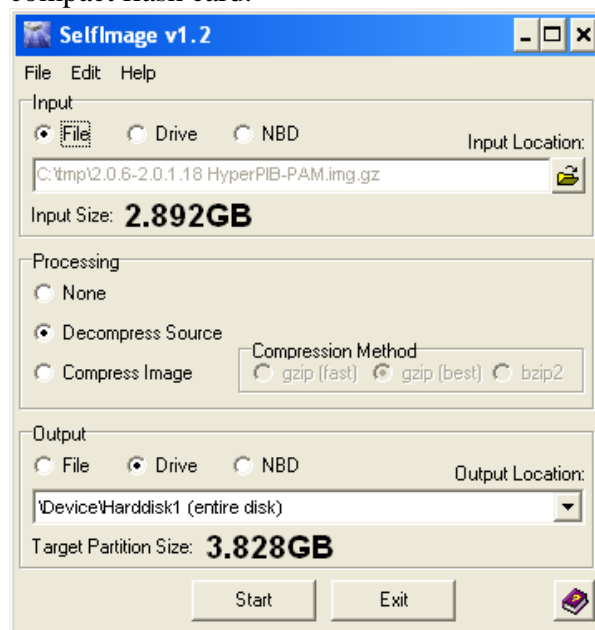 compact flash card.
SelfImage v1.2
File Edit Help
Input
File Drive NBD
Input Location:
C:\tmp\2.0.6-2.0.1.18 HyperPIB-PAM.img.gz
Input Size: 2.892GB
Processing
None
Decompress Source
Compress Image
Compression Method
gzip (fast) gzip (best) bzip2
Output
File Drive NBD
Output Location:
\Device\Harddisk1 (entire disk)
Target Partition Size: 3.828GB
Start Exit